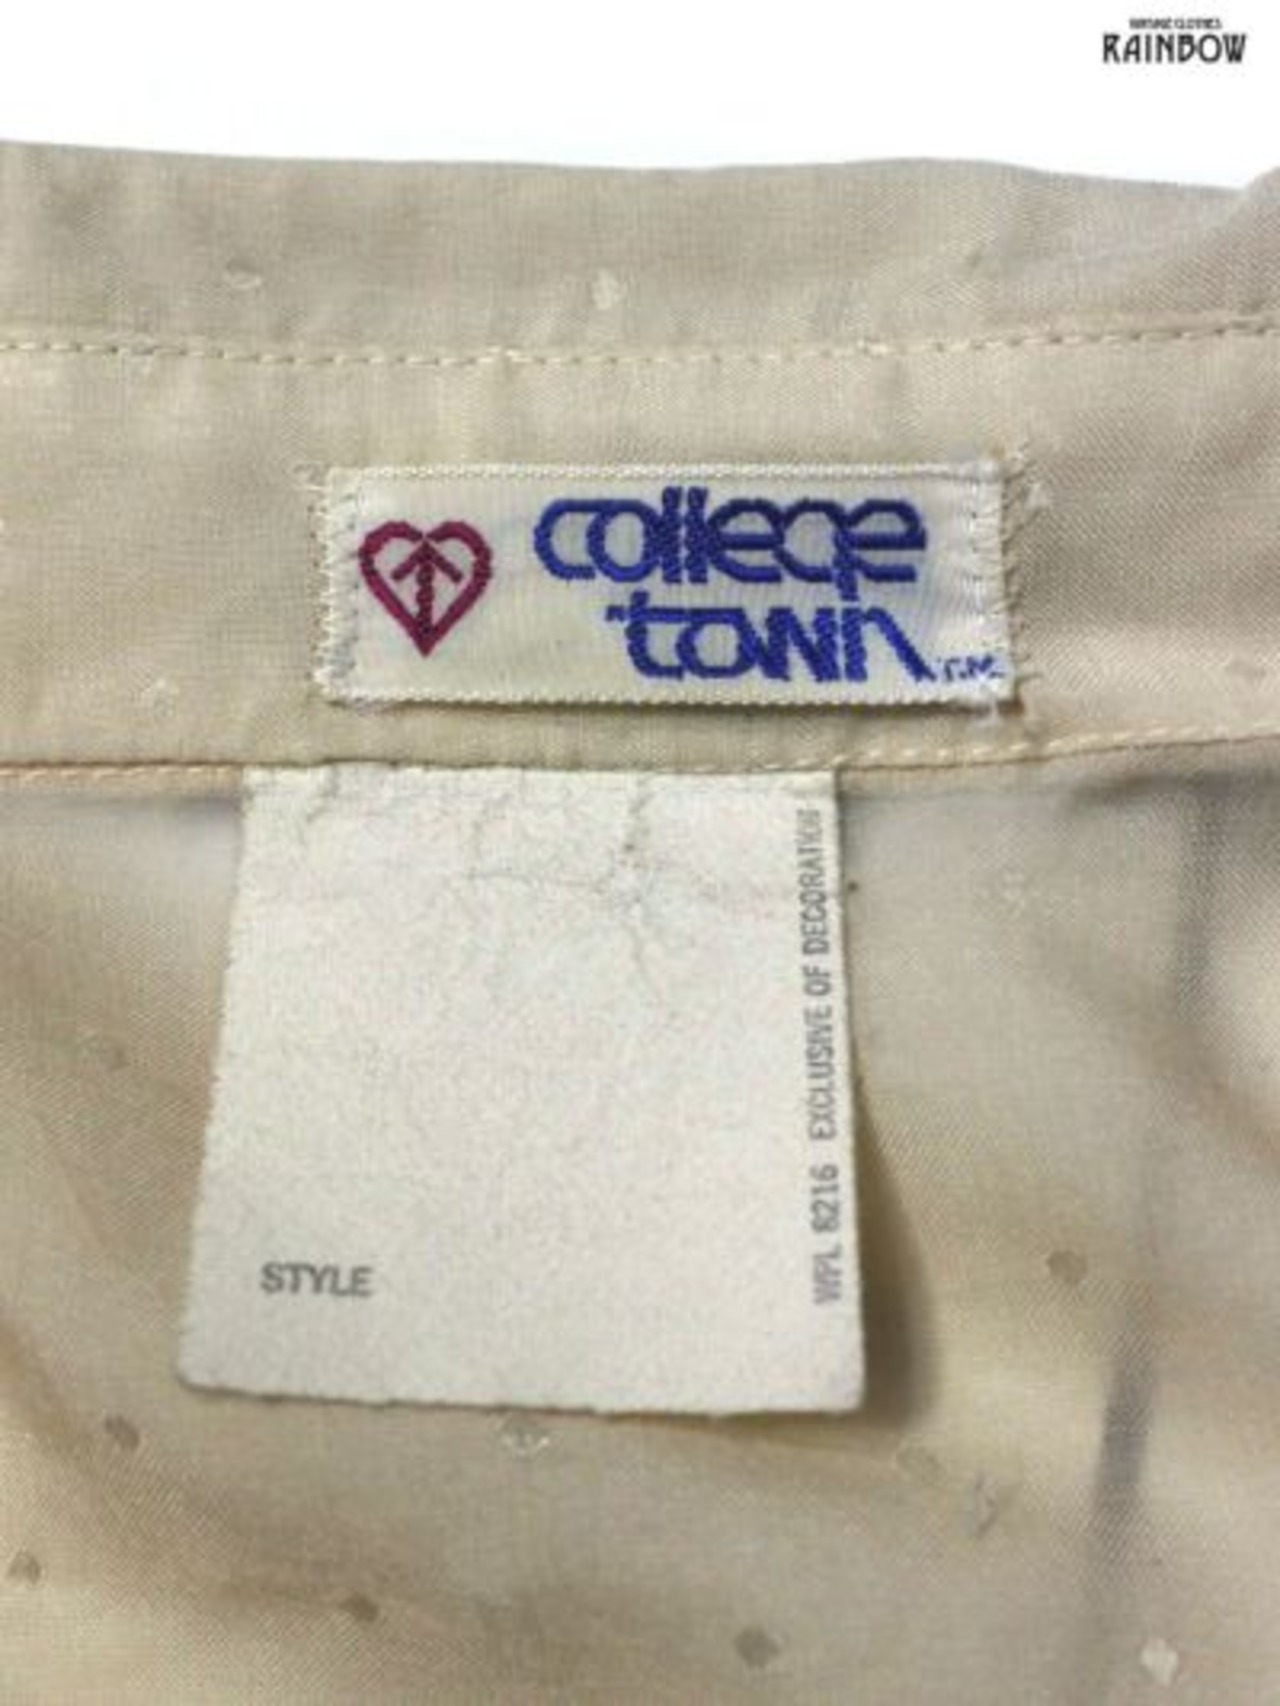 RAINBOW
college
town T.M.
EXCLUSIVE OF DECORATION
WPL 8216
STYLE